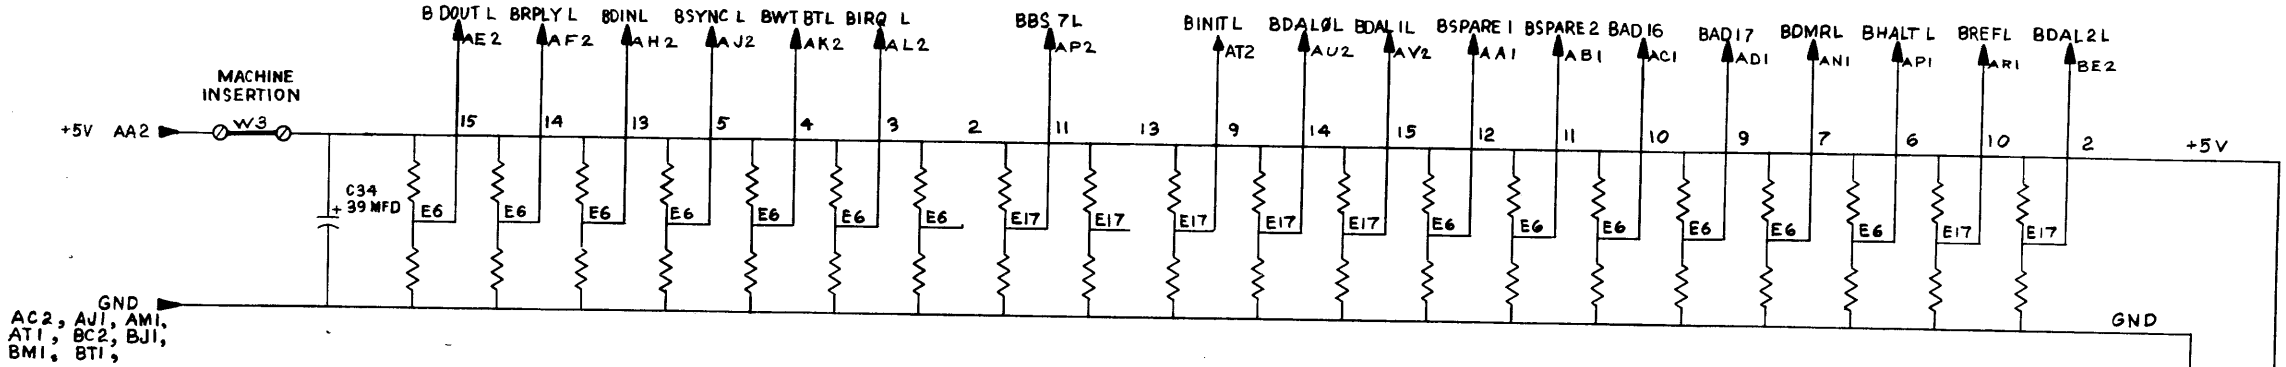 B DOUT L BRPLY L BDINL BSYNC L BWTBTL BIRQ L BBS 7L BINITL BDALØL BDAL1L BSPARE 1 BSPARE 2 BAD 16 BAD 17 BDMRL BHALT L BREFL BDAL2L
AE2 AF2 AH2 AJ2 AK2 AL2 AP2 AT2 AU2 AV2 AA1 AB1 AC1 AD1 AN1 AP1 AR1 BE2
MACHINE
INSERTION
+5V AA2 W3 15 14 13 5 4 3 2 11 13 9 14 15 12 11 10 9 7 6 10 2 +5V
C34
+ 39 MFD
E6 E6 E6 E6 E6 E6 E6 E17 E17 E17 E17 E17 E6 E6 E6 E6 E6 E6 E17 E17
GND GND
AC2, AJ1, AM1,
AT1, BC2, BJ1,
BM1, BT1,